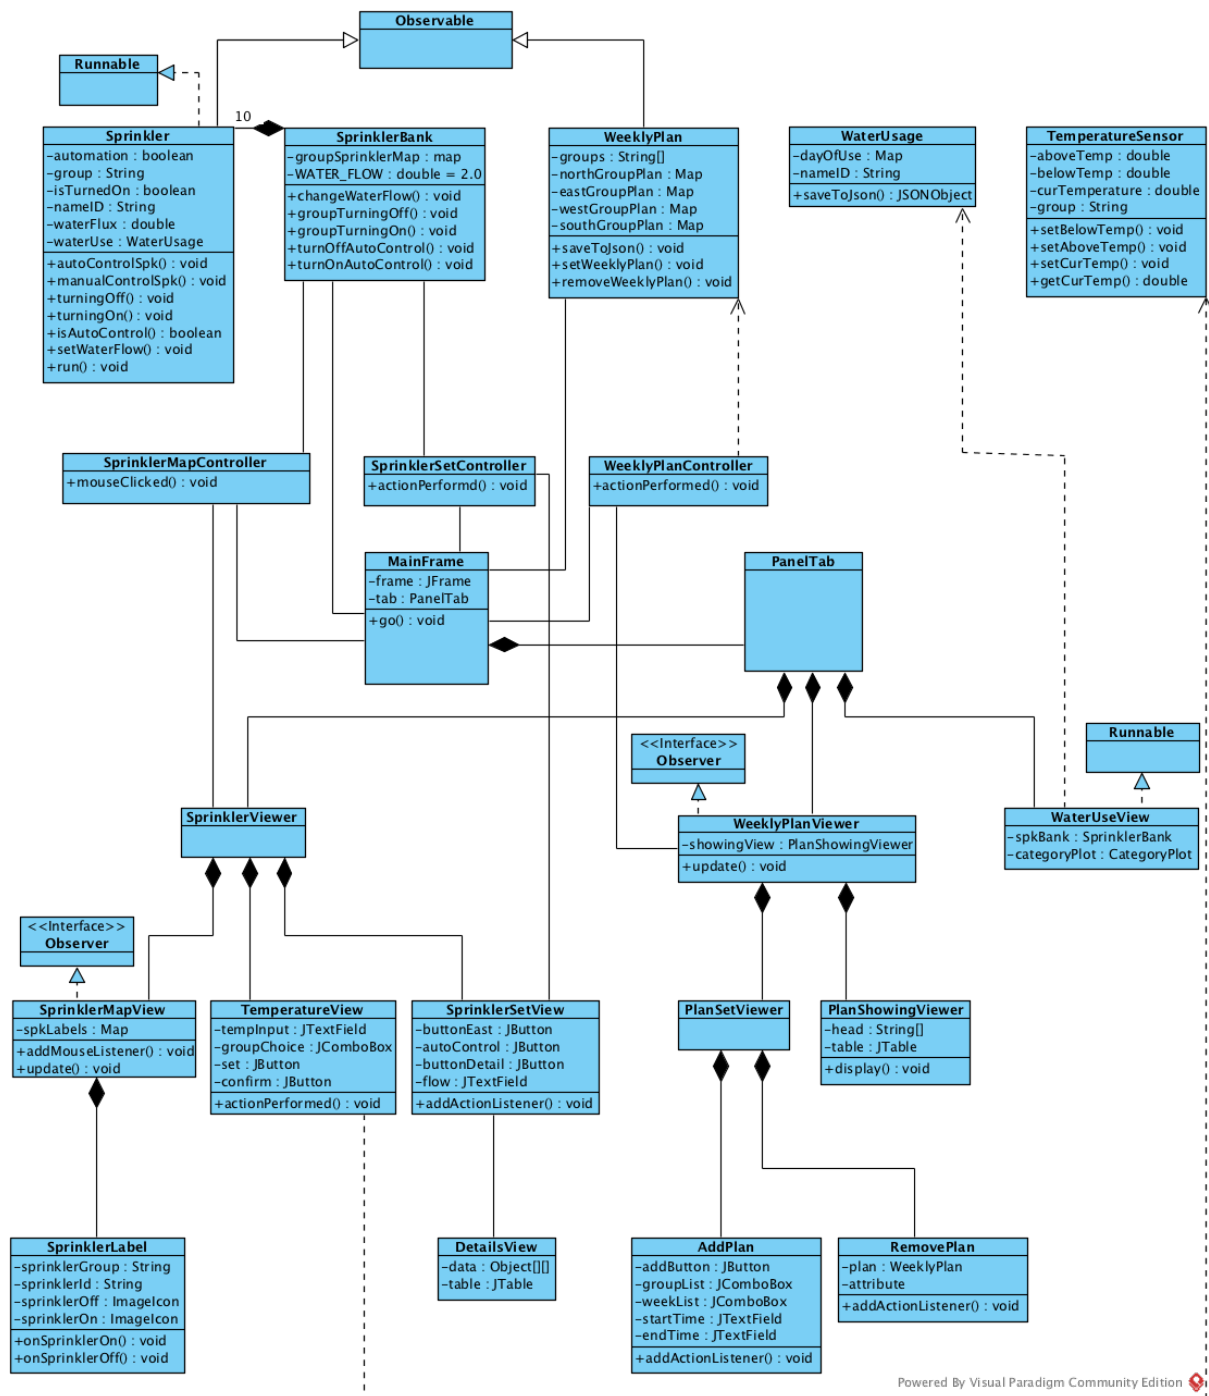 Observable
Runnable
10
Sprinkler
-automation : boolean
-group : String
-isTurnedOn : boolean
-nameID : String
-waterFlux : double
-waterUse : WaterUsage
+autoControlSpk() : void
+manualControlSpk() : void
+turningOff() : void
+turningOn() : void
+isAutoControl() : boolean
+setWaterFlow() : void
+run() : void
SprinklerBank
-groupSprinklerMap : map
-WATER_FLOW : double = 2.0
+changeWaterFlow() : void
+groupTurningOff() : void
+groupTurningOn() : void
+turnOffAutoControl() : void
+turnOnAutoControl() : void
WeeklyPlan
-groups : String[]
-northGroupPlan : Map
-eastGroupPlan : Map
-westGroupPlan : Map
-southGroupPlan : Map
+saveToJson() : void
+setWeeklyPlan() : void
+removeWeeklyPlan() : void
WaterUsage
-dayOfUse : Map
-nameID : String
+saveToJson() : JSONObject
TemperatureSensor
-aboveTemp : double
-belowTemp : double
-curTemperature : double
-group : String
+setBelowTemp() : void
+setAboveTemp() : void
+setCurTemp() : void
+getCurTemp() : double
SprinklerMapController
+mouseClicked() : void
SprinklerSetController
+actionPerformd() : void
WeeklyPlanController
+actionPerformed() : void
MainFrame
-frame : JFrame
-tab : PanelTab
+go() : void
PanelTab
<<Interface>>
Observer
Runnable
SprinklerViewer
WeeklyPlanViewer
-showingView : PlanShowingViewer
+update() : void
WaterUseView
-spkBank : SprinklerBank
-categoryPlot : CategoryPlot
<<Interface>>
Observer
SprinklerMapView
-spkLabels : Map
+addMouseListener() : void
+update() : void
TemperatureView
-tempInput : JTextField
-groupChoice : JComboBox
-set : JButton
-confirm : JButton
+actionPerformed() : void
SprinklerSetView
-buttonEast : JButton
-autoControl : JButton
-buttonDetail : JButton
-flow : JTextField
+addActionListener() : void
PlanSetViewer
PlanShowingViewer
-head : String[]
-table : JTable
+display() : void
SprinklerLabel
-sprinklerGroup : String
-sprinklerId : String
-sprinklerOff : ImageIcon
-sprinklerOn : ImageIcon
+onSprinklerOn() : void
+onSprinklerOff() : void
DetailsView
-data : Object[][]
-table : JTable
AddPlan
-addButton : JButton
-groupList : JComboBox
-weekList : JComboBox
-startTime : JTextField
-endTime : JTextField
+addActionListener() : void
RemovePlan
-plan : WeeklyPlan
-attribute
+addActionListener() : void
Powered By Visual Paradigm Community Edition